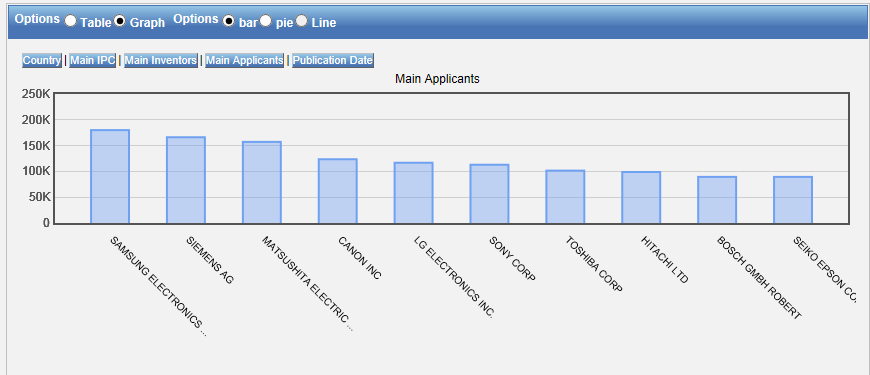 Options Table Graph Options bar pie Line
Country | Main IPC | Main Inventors | Main Applicants | Publication Date
Main Applicants
250K
200K
150K
100K
50K
0
SAMSUNG ELECTRONICS ...
SIEMENS AG
MATSUSHITA ELECTRIC ...
CANON INC
LG ELECTRONICS INC.
SONY CORP
TOSHIBA CORP
HITACHI LTD
BOSCH GMBH ROBERT
SEIKO EPSON CO.